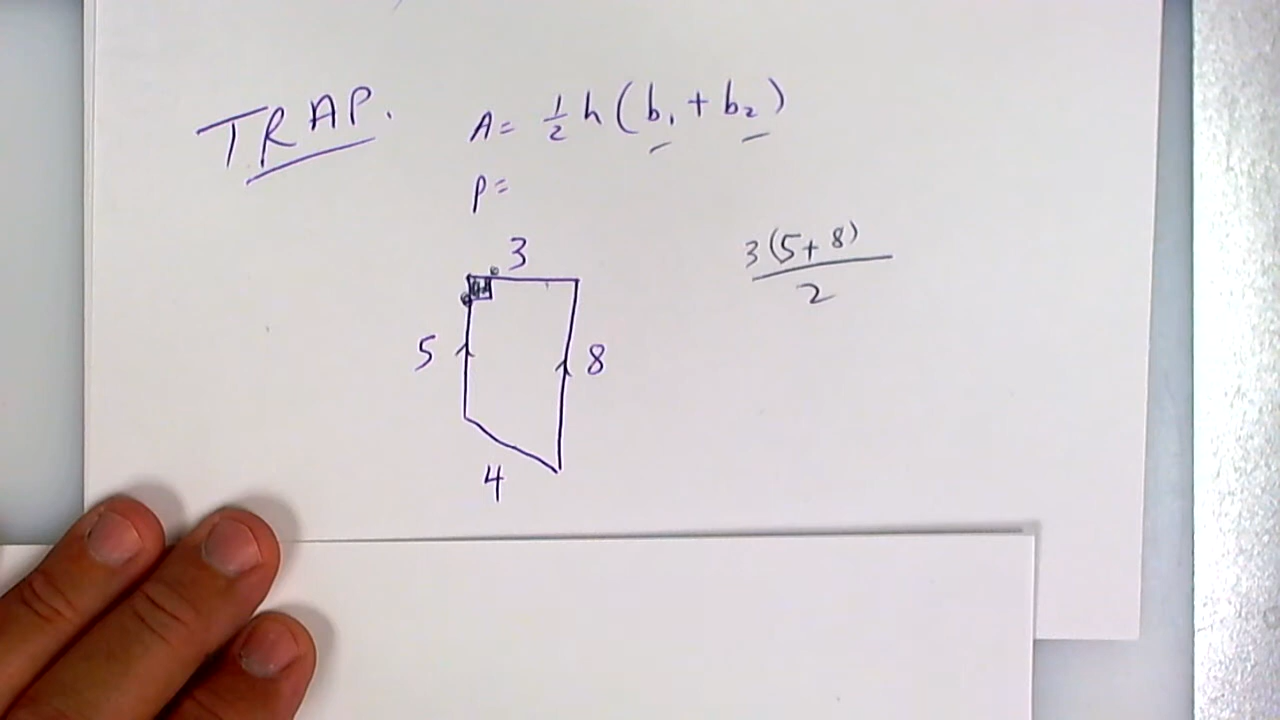 TRAP.
A= 1/2 h (b₁ + b₂)
P=
3
5
8
4
3(5+8)
2